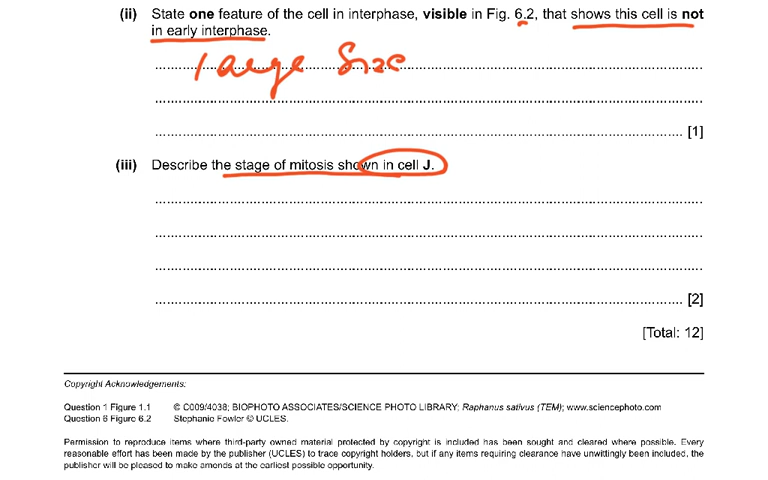 (ii) State one feature of the cell in interphase, visible in Fig. 6.2, that shows this cell is not
in early interphase.
large Size
[1]
(iii) Describe the stage of mitosis shown in cell J.
[2]
[Total: 12]
Copyright Acknowledgements:
Question 1 Figure 1.1 © C009/4038; BIOPHOTO ASSOCIATES/SCIENCE PHOTO LIBRARY; Raphanus sativus (TEM); www.sciencephoto.com
Question 6 Figure 6.2 Stephanie Fowler © UCLES.
Permission to reproduce items where third-party owned material protected by copyright is included has been sought and cleared where possible. Every
reasonable effort has been made by the publisher (UCLES) to trace copyright holders, but if any items requiring clearance have unwittingly been included, the
publisher will be pleased to make amends at the earliest possible opportunity.